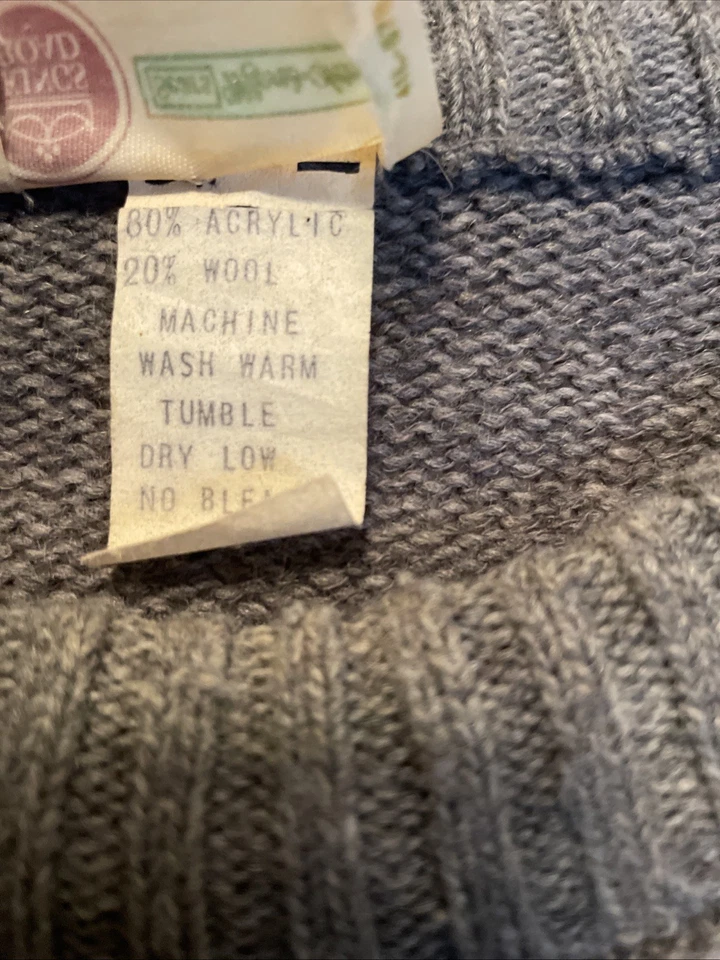 80% ACRYLIC
20% WOOL
MACHINE
WASH WARM
TUMBLE
DRY LOW
NO